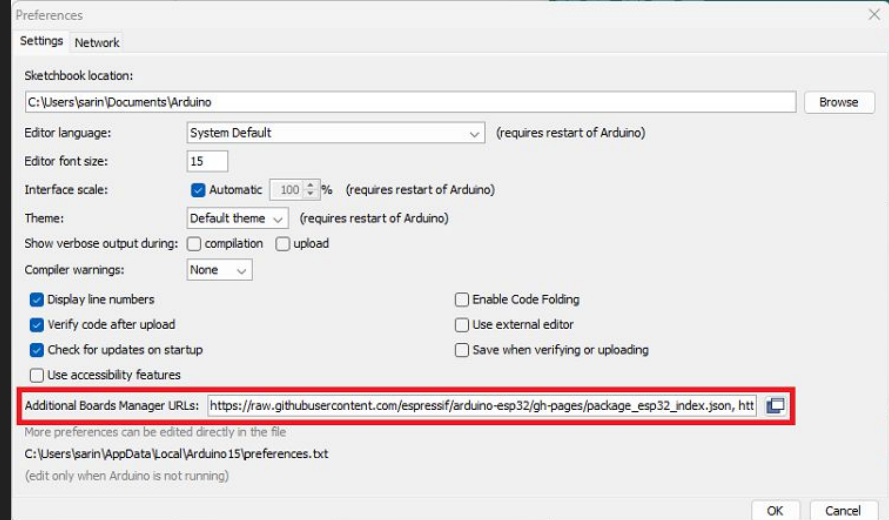 Preferences
Settings Network
Sketchbook location:
C:\Users\sarin\Documents\Arduino Browse
Editor language: System Default (requires restart of Arduino)
Editor font size: 15
Interface scale: Automatic 100 % (requires restart of Arduino)
Theme: Default theme (requires restart of Arduino)
Show verbose output during: compilation upload
Compiler warnings: None
Display line numbers Enable Code Folding
Verify code after upload Use external editor
Check for updates on startup Save when verifying or uploading
Use accessibility features
Additional Boards Manager URLs: https://raw.githubusercontent.com/espressif/arduino-esp32/gh-pages/package_esp32_index.json, htt
More preferences can be edited directly in the file
C:\Users\sarin\AppData\Local\Arduino15\preferences.txt
(edit only when Arduino is not running)
OK Cancel